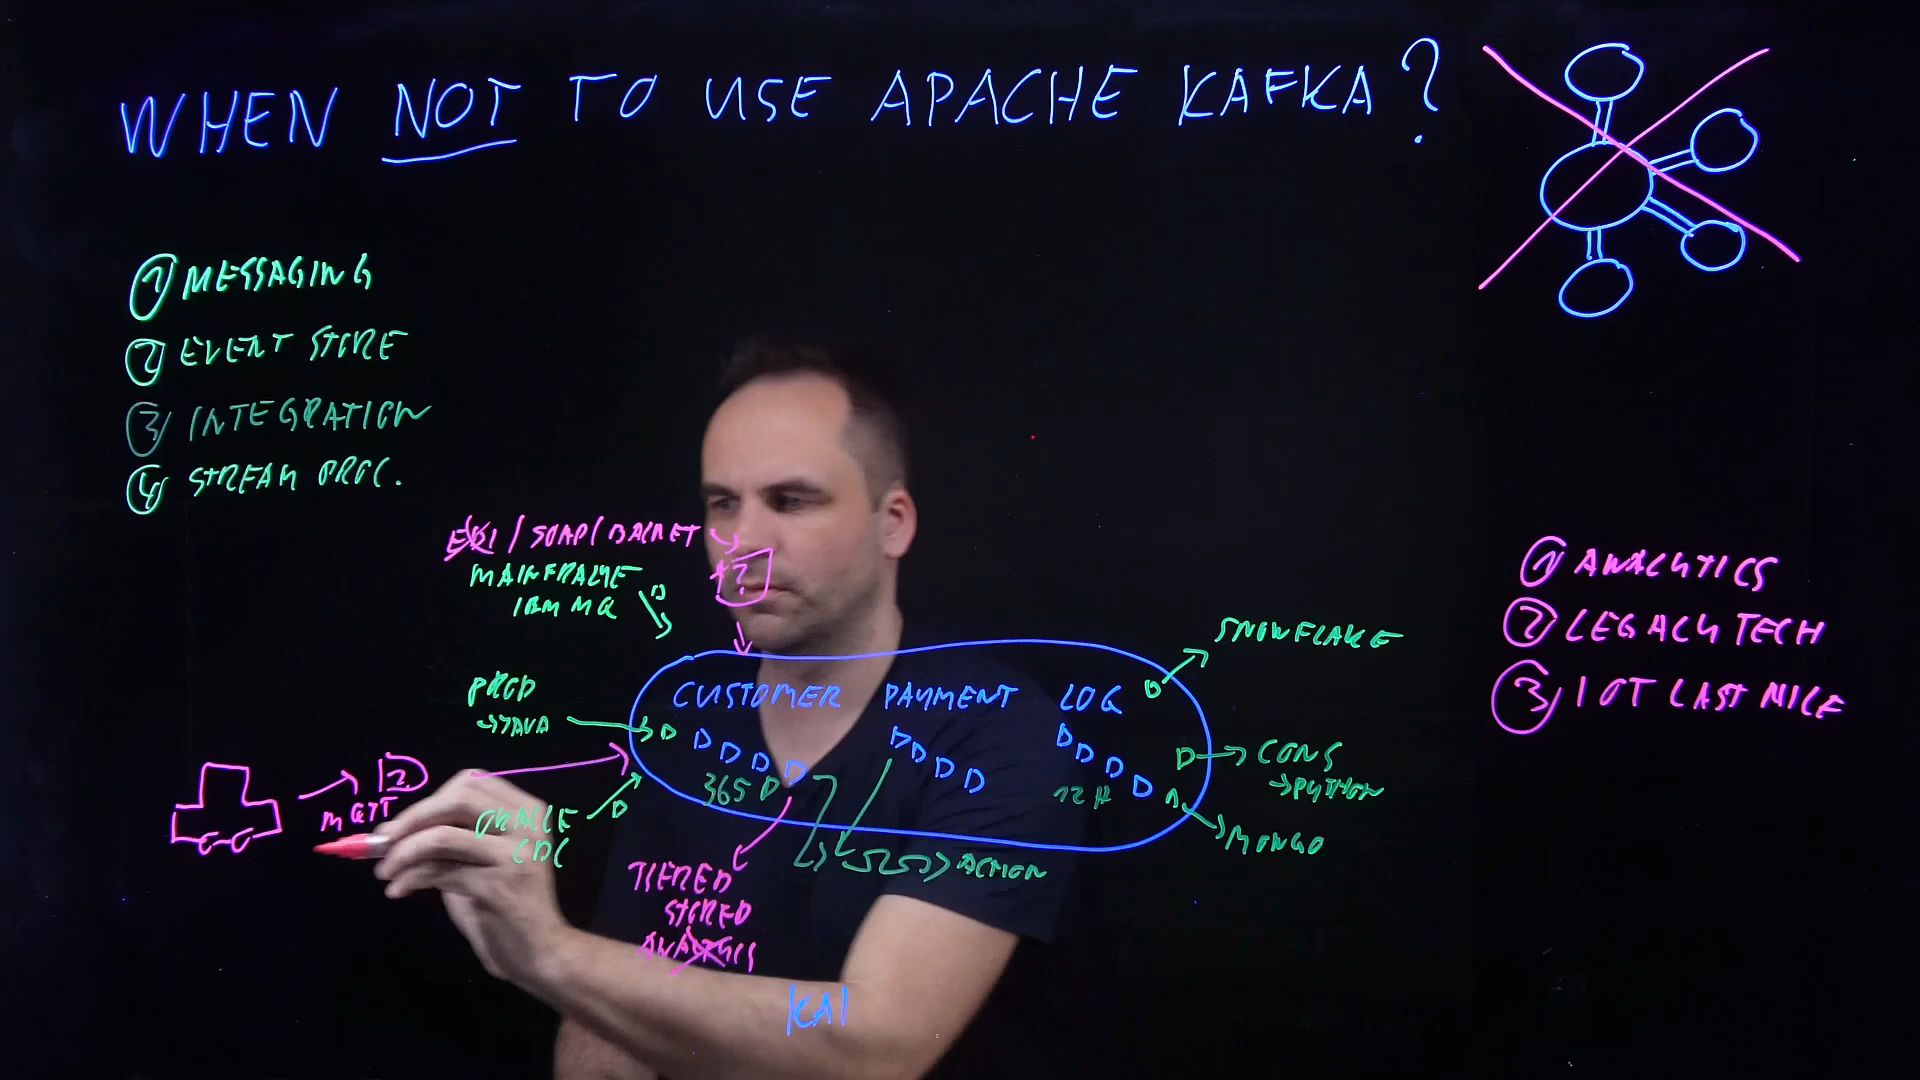 WHEN NOT TO USE APACHE KAFKA?
① MESSAGING
② EVENT STORE
③ INTEGRATION
④ STREAM PROC.
/ SOAP / BACNET
+?
MAINFRAME
IBM MQ
PROD
→ JAVA
MQTT
ORACLE
CDC
CUSTOMER PAYMENT LOG
365 D
12 H
TIERED
STORED
→ ACTION
SNOWFLAKE
CONS
→ PYTHON
MONGO
① ANALYTICS
② LEGACY TECH
③ IOT LAST MILE
KAI